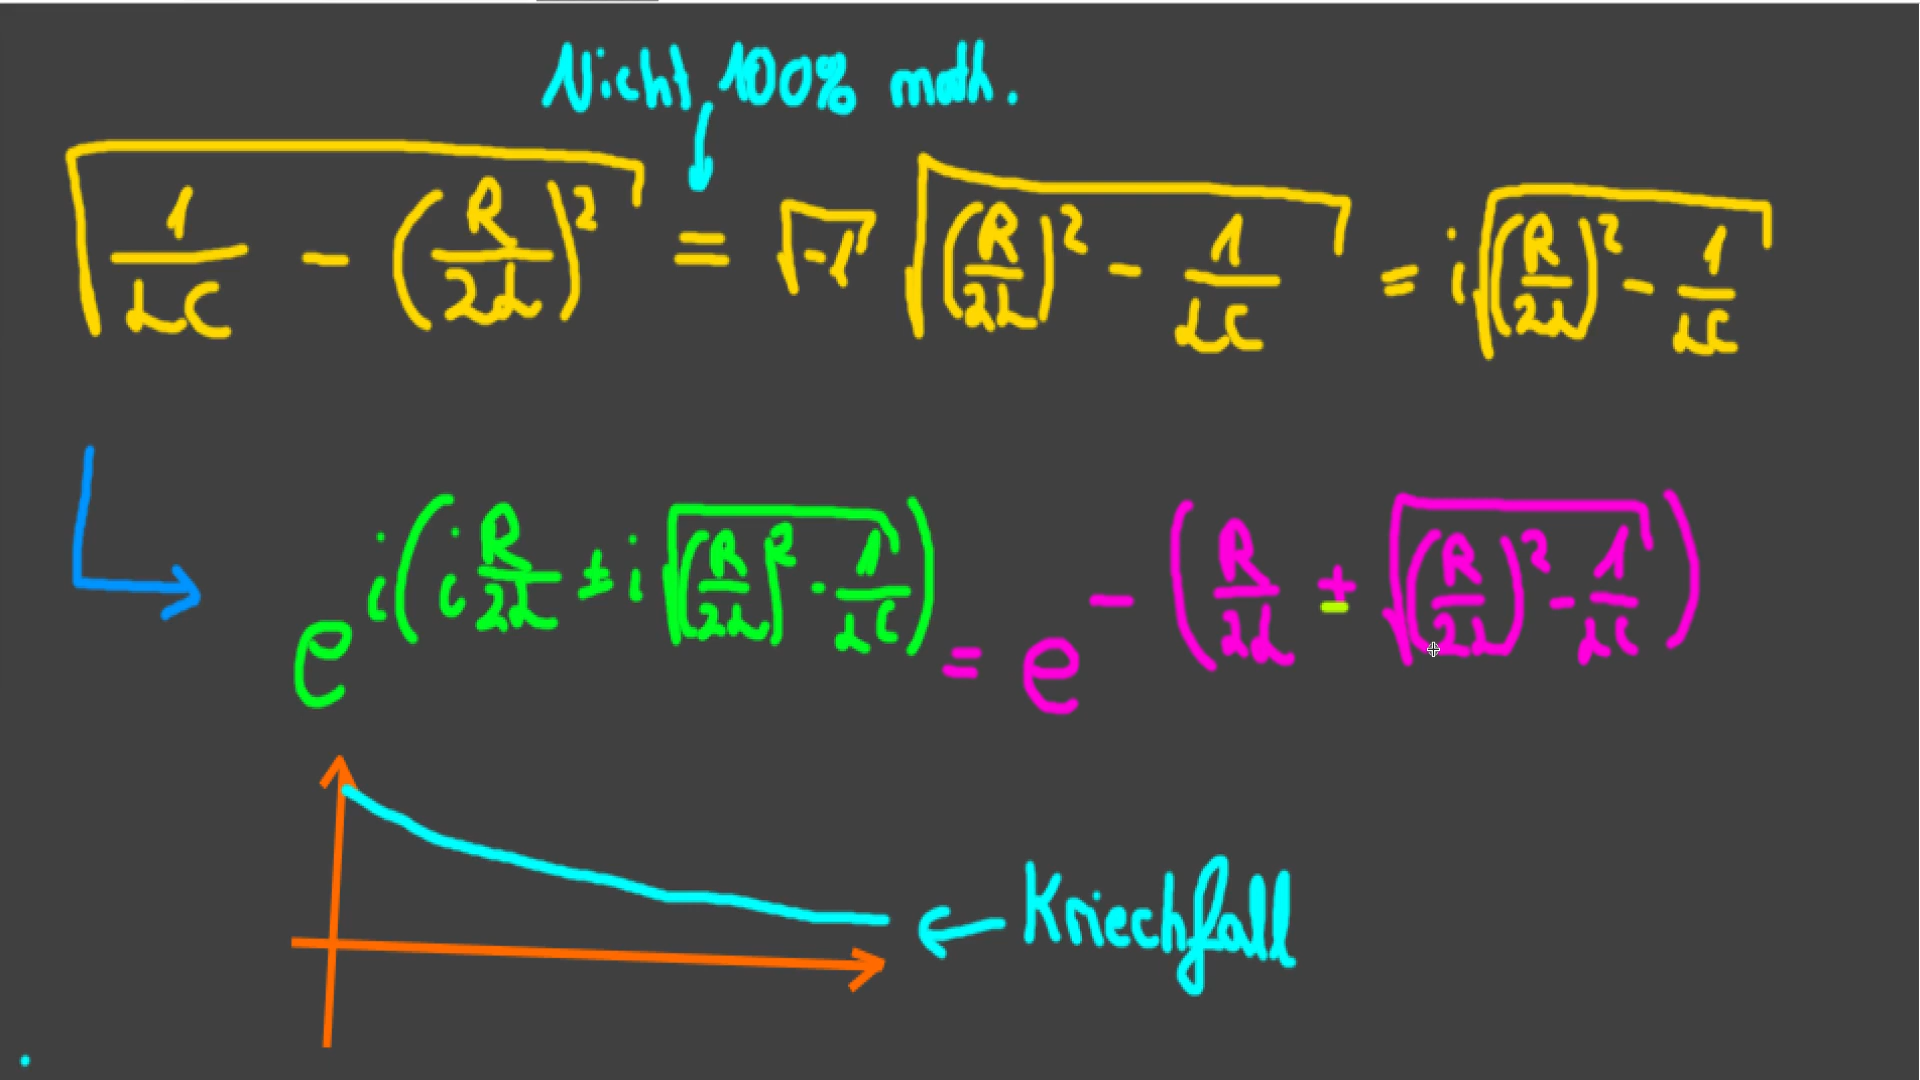 Nicht 100% math.
√(1/LC − (R/2L)²) = √−1 √((R/2L)² − 1/LC) = i√((R/2L)² − 1/LC)
e^{i(i R/2L ± i√((R/2L)² − 1/LC))} = e^{−(R/2L ± √((R/2L)² − 1/LC))}
Kriechfall